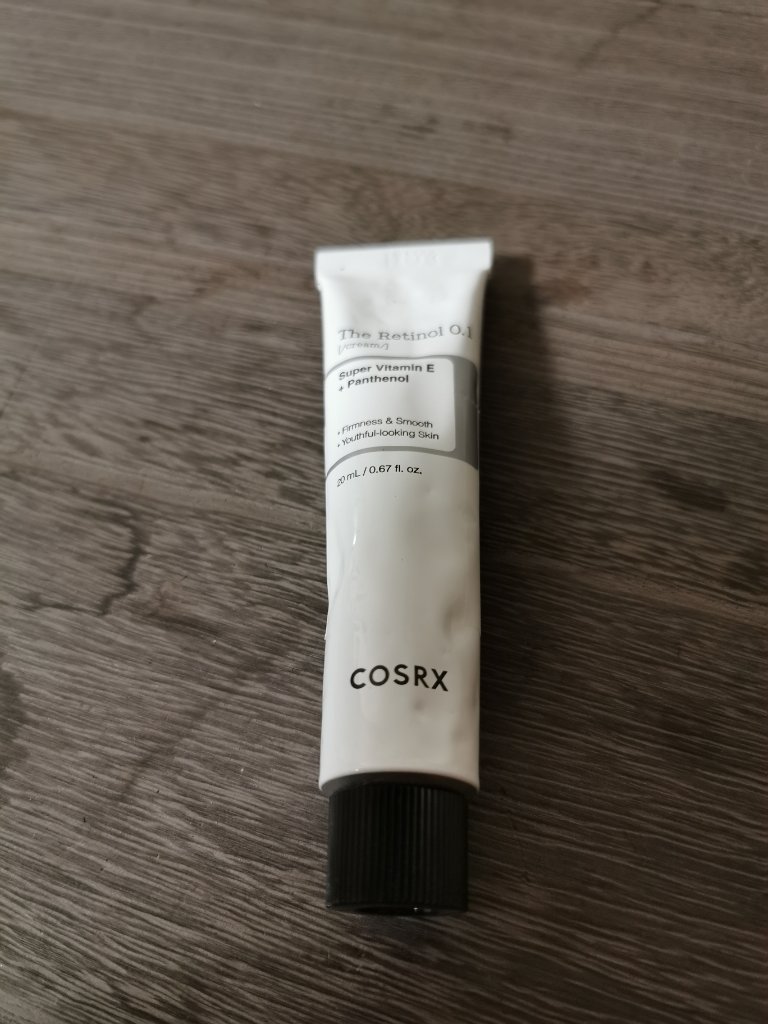 The Retinol 0.1
[/cream/]
Super Vitamin E
+ Panthenol
• Firmness & Smooth
• Youthful-looking Skin
20 mL / 0.67 fl. oz.
COSRX